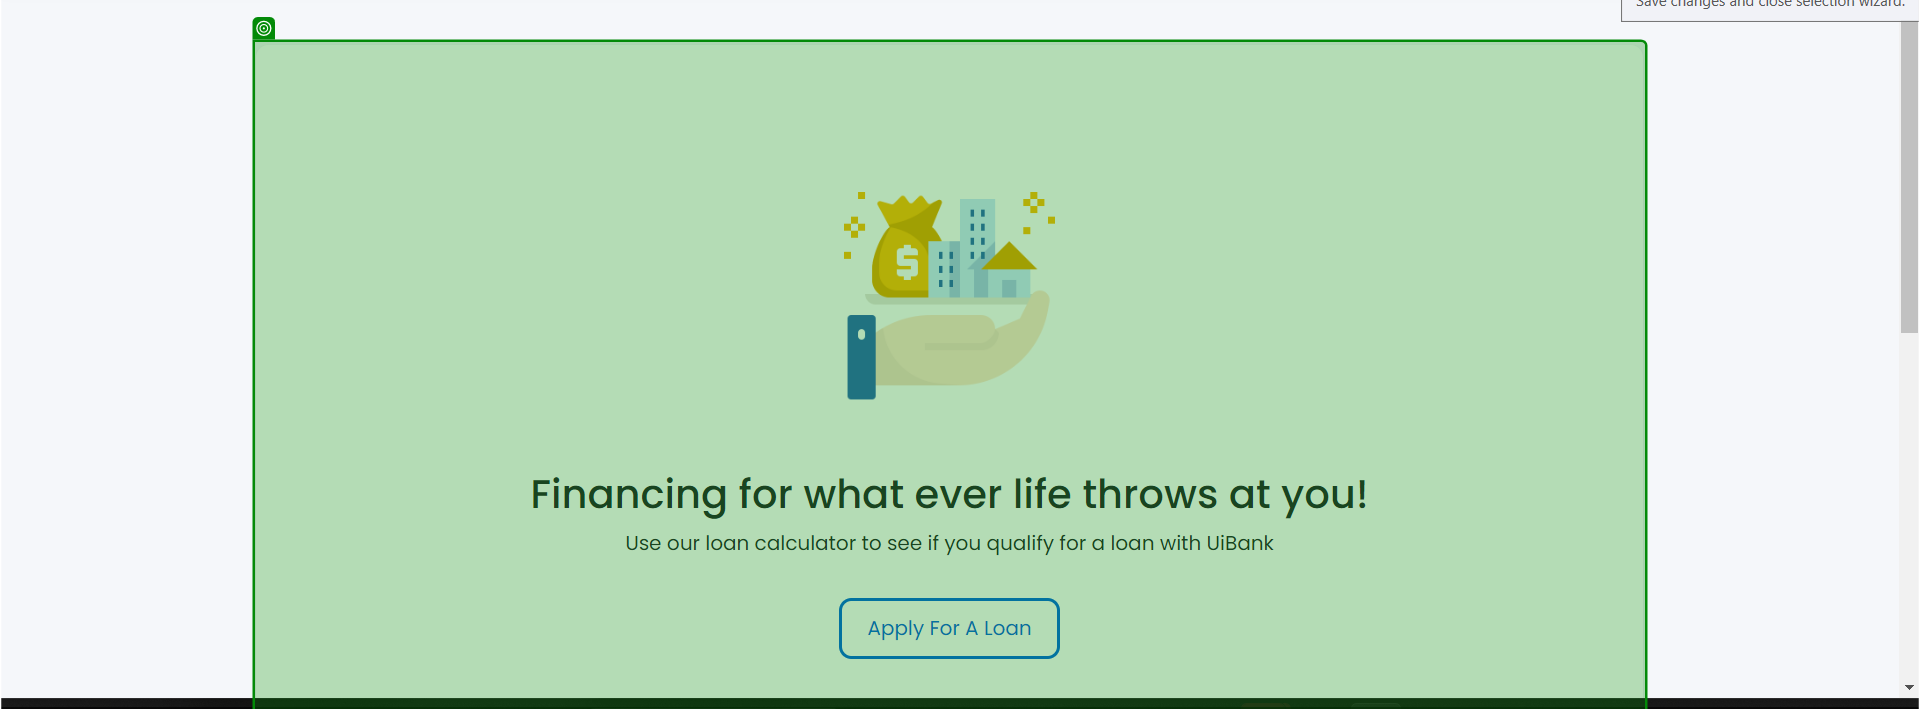 Save changes and close selection wizard.
$
Financing for what ever life throws at you!
Use our loan calculator to see if you qualify for a loan with UiBank
Apply For A Loan